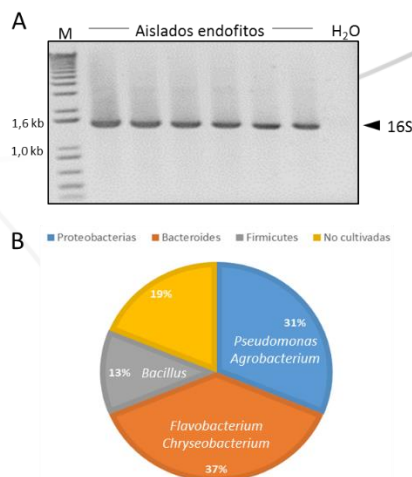 A
M
Aislados endofitos
H₂O
1,6 kb
1,0 kb
16S
B
Proteobacterias Bacteroides Firmicutes No cultivadas
19%
31%
Pseudomonas
Agrobacterium
13%
Bacillus
Flavobacterium
Chryseobacterium
37%